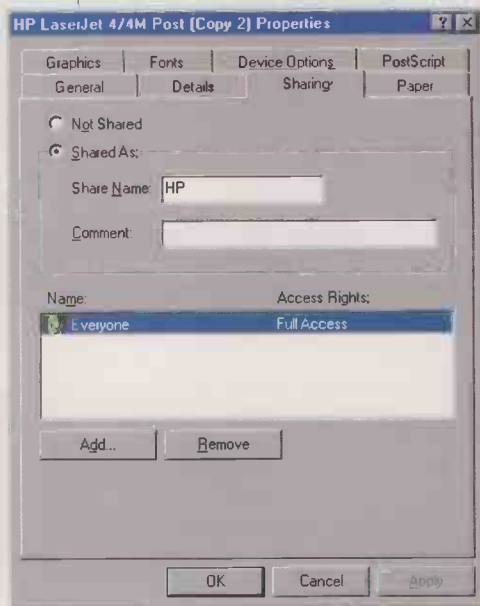 HP LaserJet 4/4M Post (Copy 2) Properties
Graphics Fonts Device Options PostScript
General Details Sharing Paper
Not Shared
Shared As:
Share Name: HP
Comment:
Name: Access Rights:
Everyone Full Access
Add... Remove
OK Cancel Apply